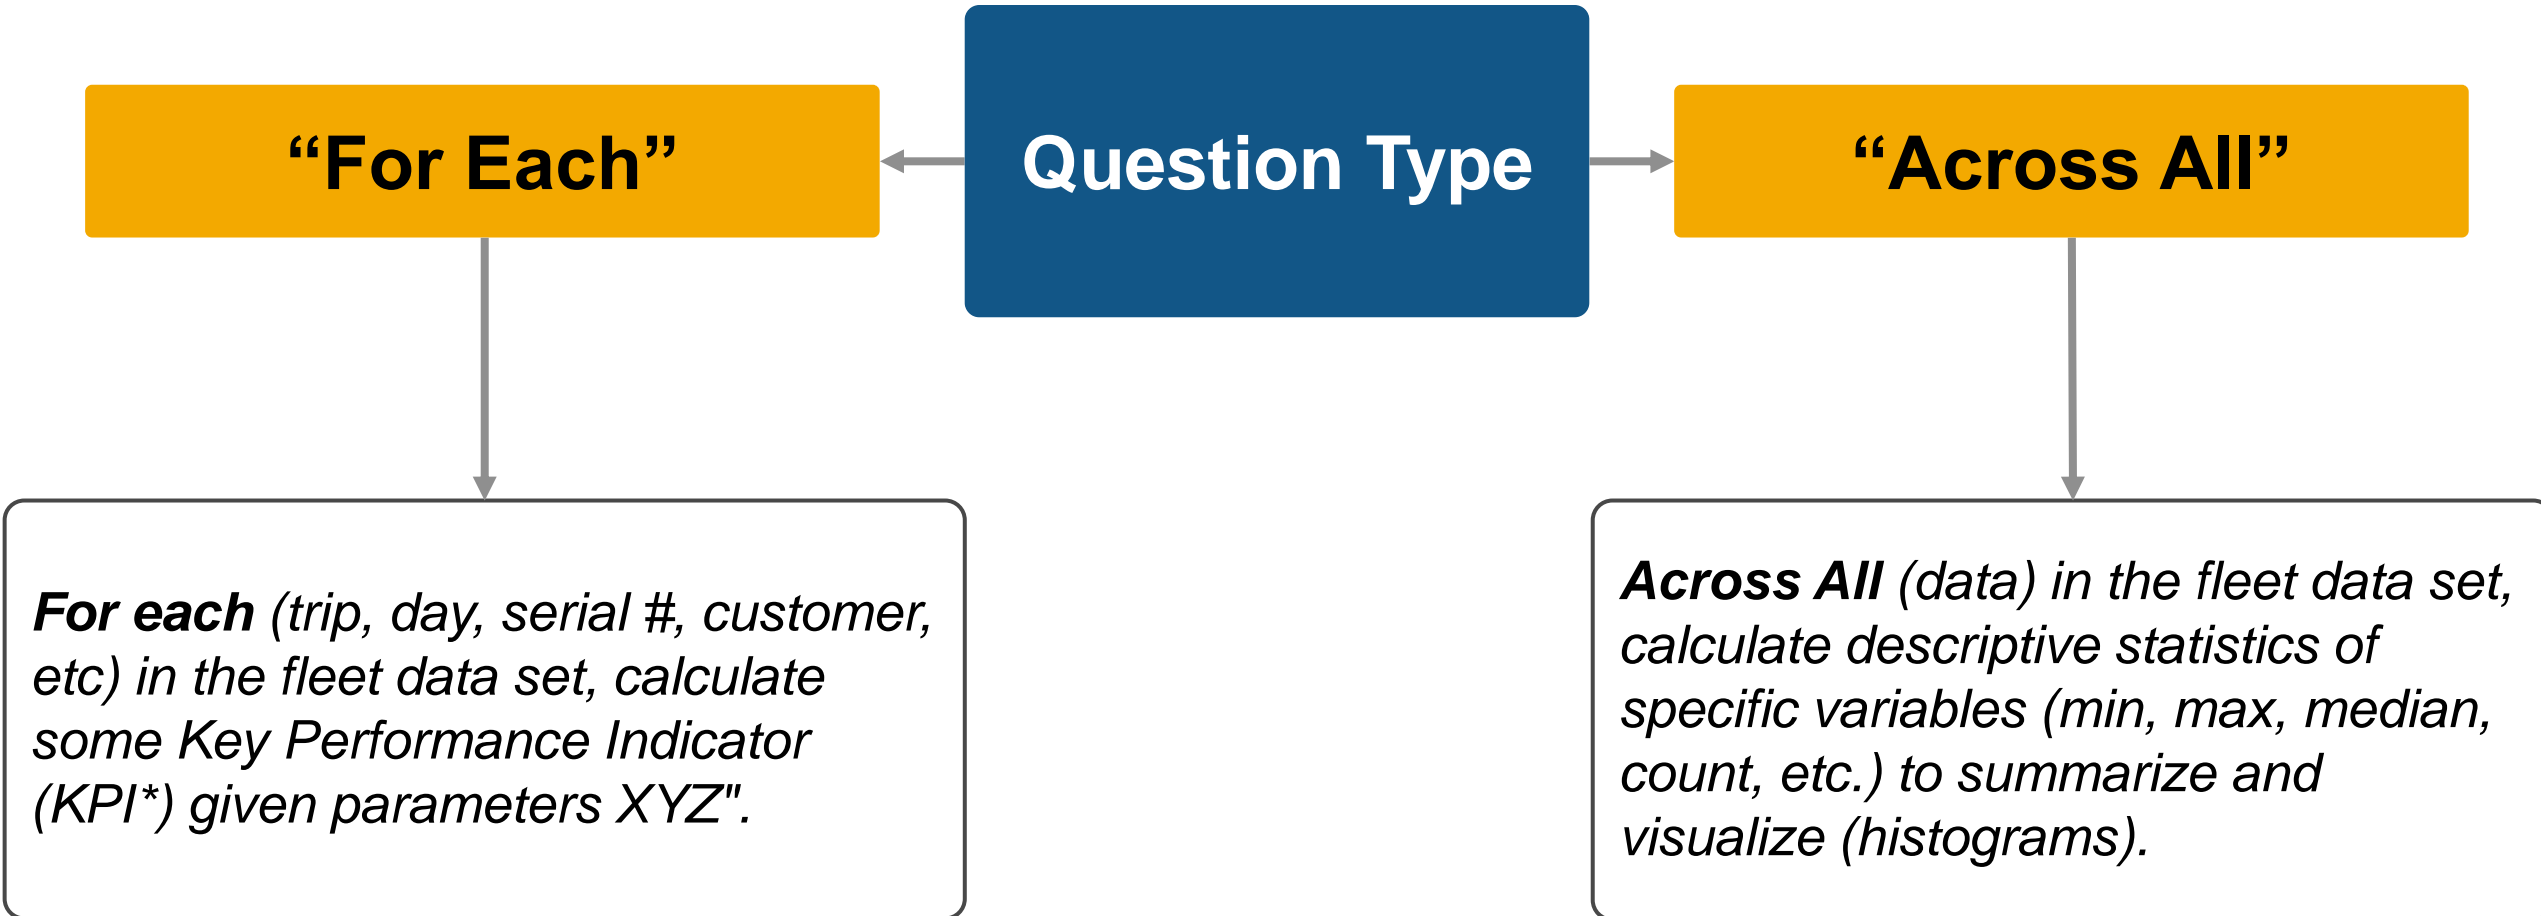 “For Each”
Question Type
“Across All”
For each (trip, day, serial #, customer,
etc) in the fleet data set, calculate
some Key Performance Indicator
(KPI*) given parameters XYZ".
Across All (data) in the fleet data set,
calculate descriptive statistics of
specific variables (min, max, median,
count, etc.) to summarize and
visualize (histograms).